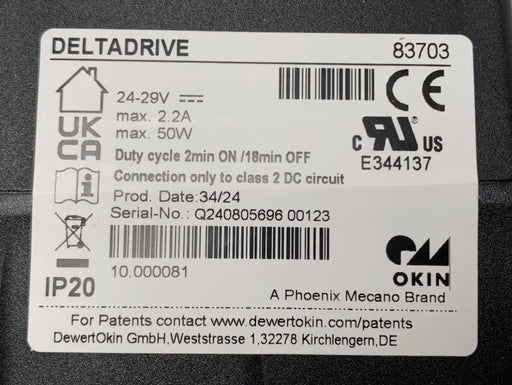 DELTADRIVE 83703
24-29V
max. 2.2A
max. 50W
UK
CA
CE
c RU US
E344137
Duty cycle 2min ON /18min OFF
Connection only to class 2 DC circuit
Prod. Date:34/24
Serial-No.: Q240805696 00123
10.000081
IP20
OKIN
A Phoenix Mecano Brand
For Patents contact www.dewertokin.com/patents
DewertOkin GmbH,Weststrasse 1,32278 Kirchlengern,DE